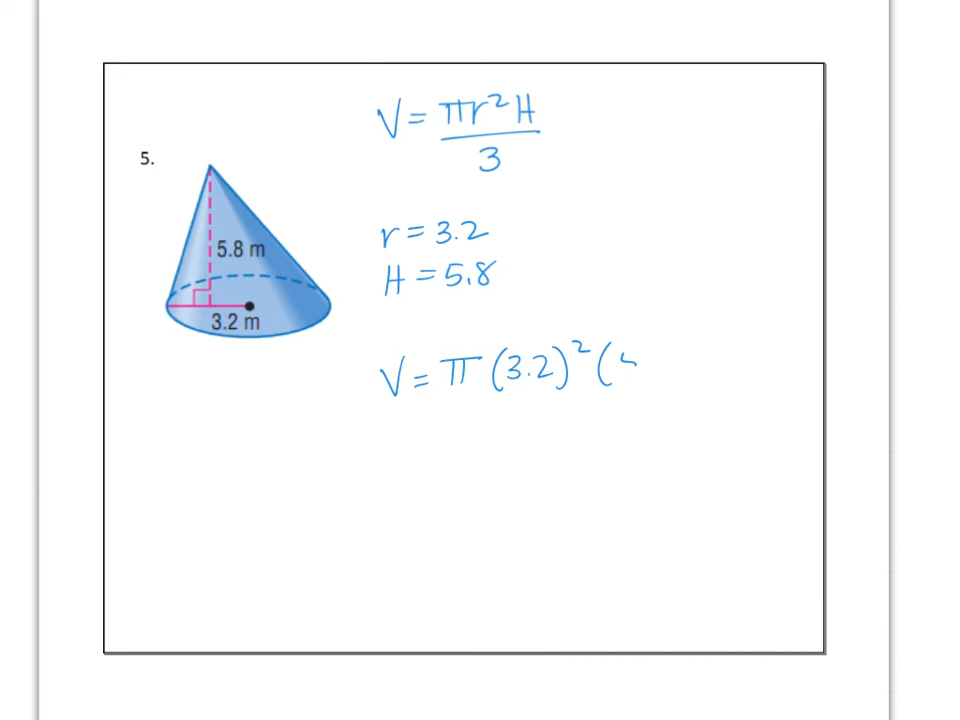 V = πr²H
3
5.
5.8 m
3.2 m
r = 3.2
H = 5.8
V = π (3.2)² (